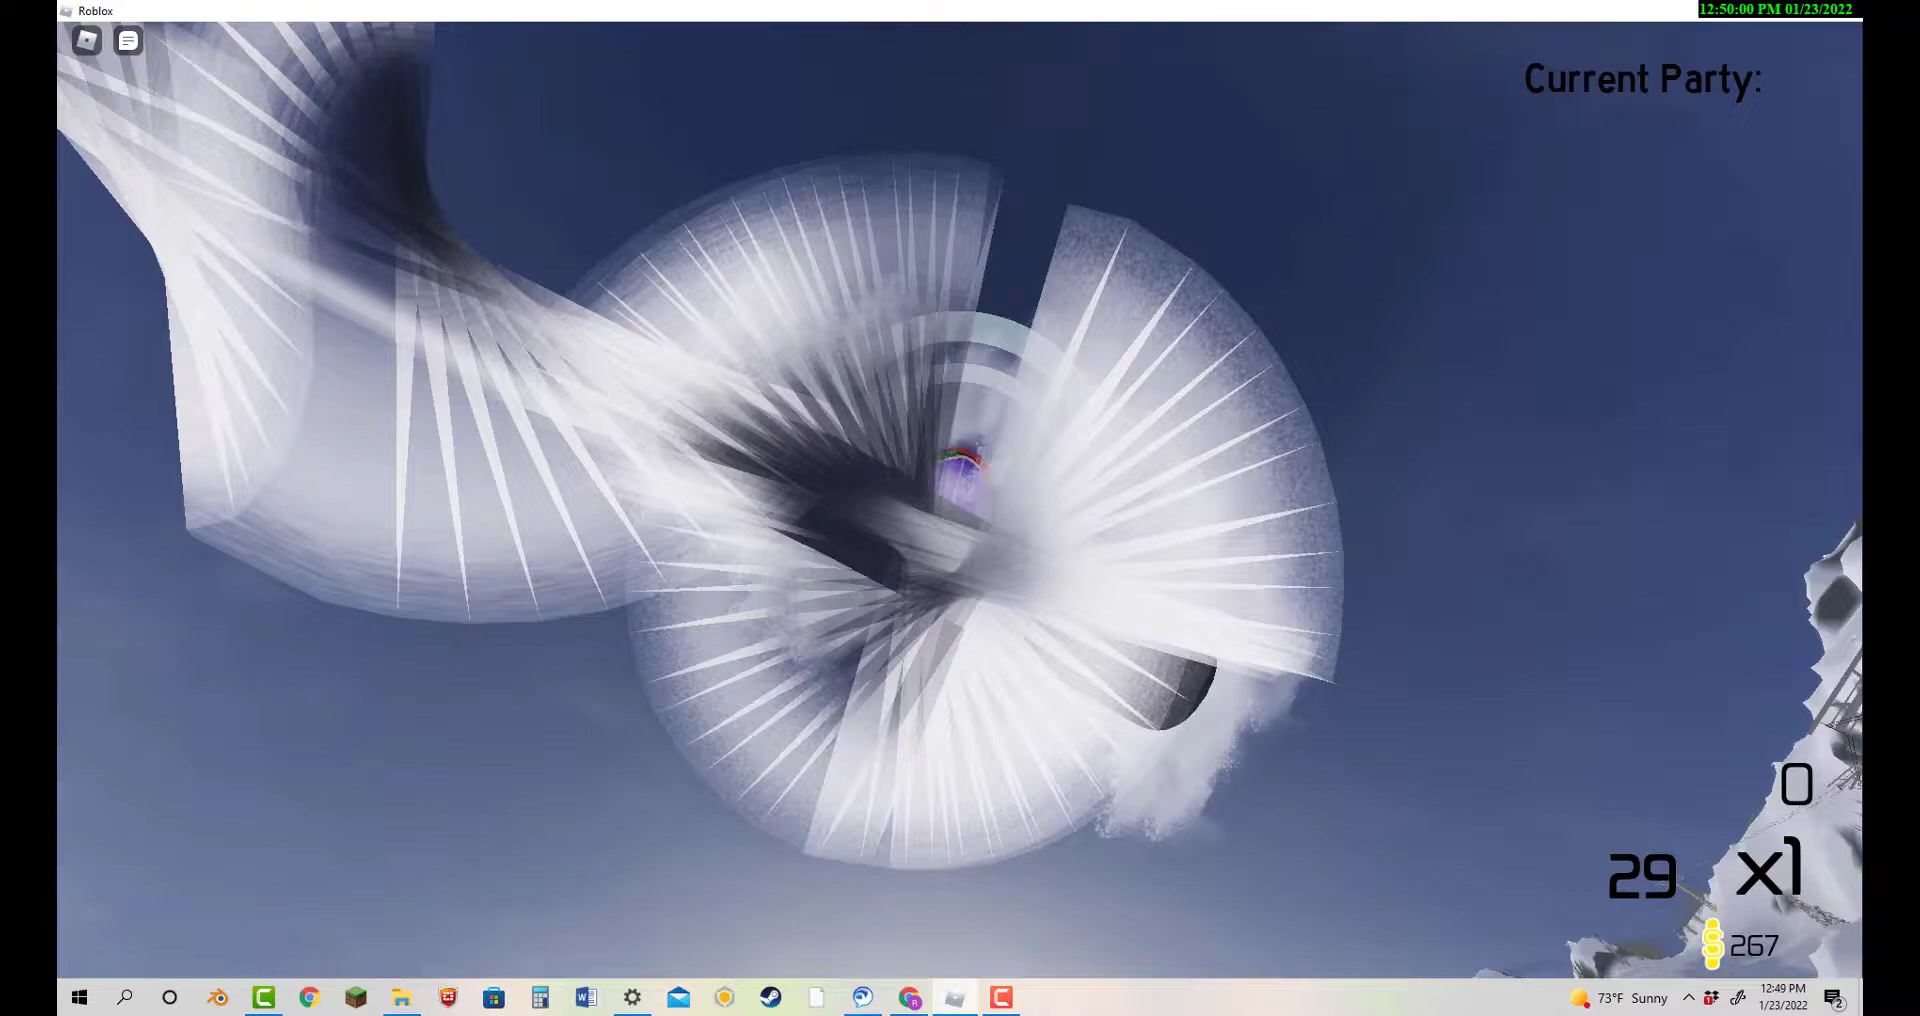 Roblox
12:50:00 PM 01/23/2022
Current Party:
0
29 x1
267
73°F Sunny
12:49 PM
1/23/2022
2